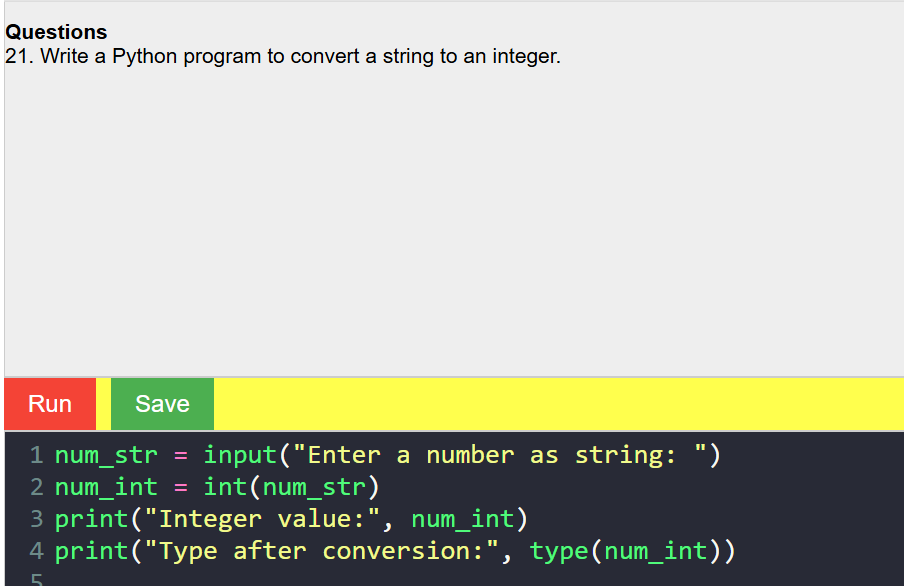 Questions
21. Write a Python program to convert a string to an integer.
Run Save
1 num_str = input("Enter a number as string: ")
2 num_int = int(num_str)
3 print("Integer value:", num_int)
4 print("Type after conversion:", type(num_int))
5